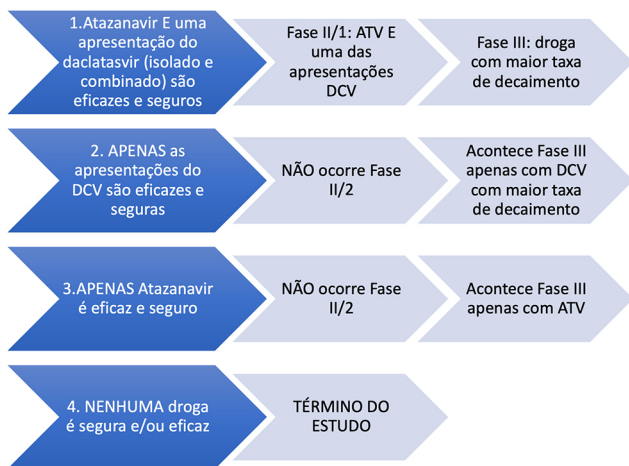 1.Atazanavir E uma
apresentação do
daclatasvir (isolado e
combinado) são
eficazes e seguros
Fase II/1: ATV E
uma das
apresentações
DCV
Fase III: droga
com maior taxa
de decaimento
2. APENAS as
apresentações do
DCV são eficazes e
seguras
NÃO ocorre Fase
II/2
Acontece Fase III
apenas com DCV
com maior taxa
de decaimento
3.APENAS Atazanavir
é eficaz e seguro
NÃO ocorre Fase
II/2
Acontece Fase III
apenas com ATV
4. NENHUMA droga
é segura e/ou eficaz
TÉRMINO DO
ESTUDO